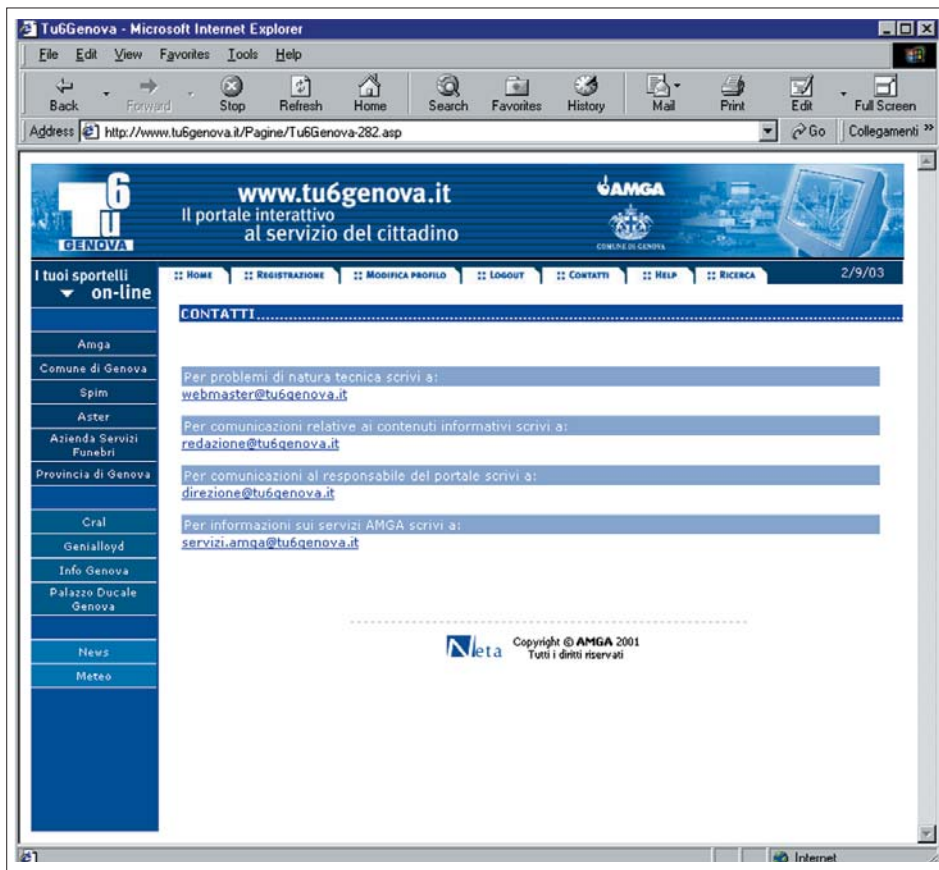 Tu6Genova - Microsoft Internet Explorer
File Edit View Favorites Tools Help
Back Forward Stop Refresh Home Search Favorites History Mail Print Edit Full Screen
Address http://www.tu6genova.it/Pagine/Tu6Genova-282.asp Go Collegamenti »
T6U
GENOVA
www.tu6genova.it
Il portale interattivo
al servizio del cittadino
AMGA
COMUNE DI GENOVA
I tuoi sportelli
on-line
:: HOME :: REGISTRAZIONE :: MODIFICA PROFILO :: LOGOUT :: CONTATTI :: HELP :: RICERCA 2/9/03
CONTATTI
Amga
Comune di Genova
Spim
Aster
Azienda Servizi
Funebri
Provincia di Genova
Cral
Genialloyd
Info Genova
Palazzo Ducale
Genova
News
Meteo
Per problemi di natura tecnica scrivi a:
webmaster@tu6genova.it
Per comunicazioni relative ai contenuti informativi scrivi a:
redazione@tu6genova.it
Per comunicazioni al responsabile del portale scrivi a:
direzione@tu6genova.it
Per informazioni sui servizi AMGA scrivi a:
servizi.amga@tu6genova.it
Neta
Copyright © AMGA 2001
Tutti i diritti riservati
Internet